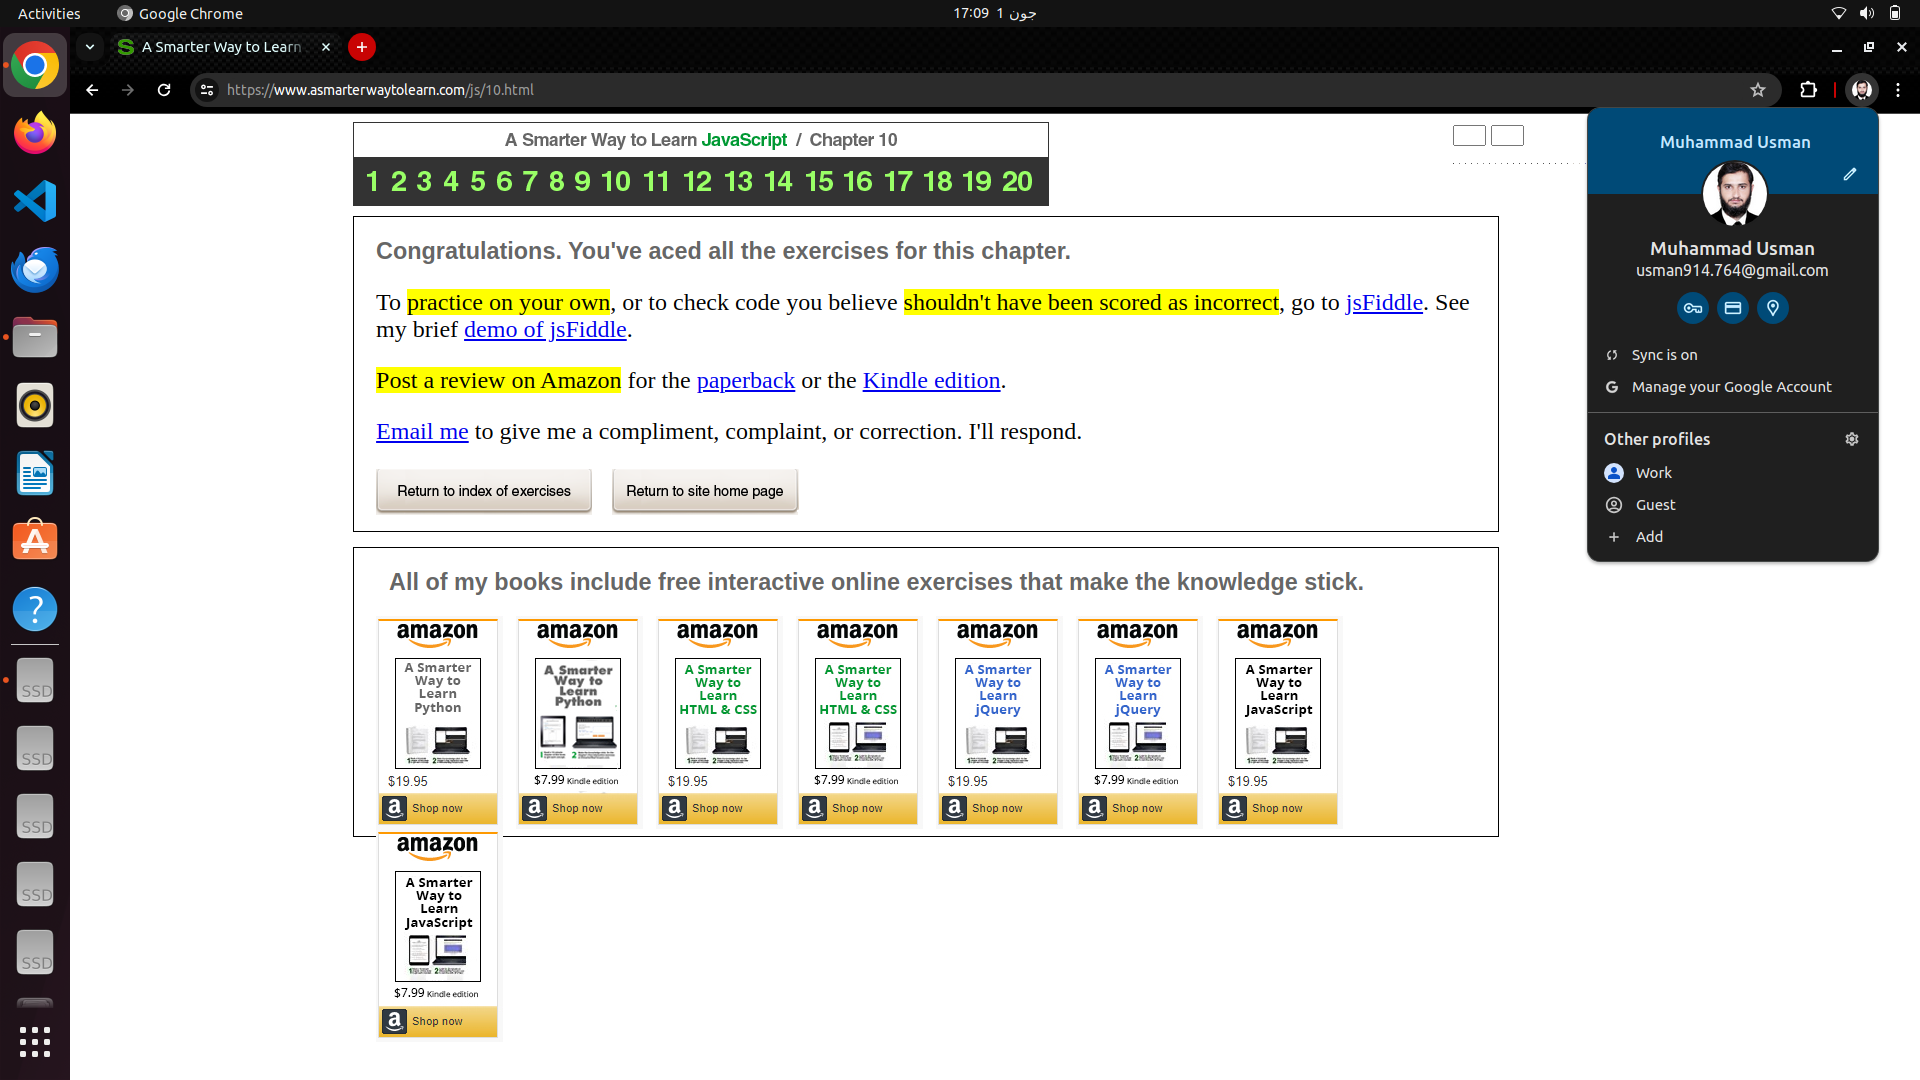 Activities
Google Chrome
17:09 1 جون
A Smarter Way to Learn
https://www.asmarterwaytolearn.com/js/10.html
A Smarter Way to Learn JavaScript / Chapter 10
1 2 3 4 5 6 7 8 9 10 11 12 13 14 15 16 17 18 19 20
Congratulations. You've aced all the exercises for this chapter.
To practice on your own, or to check code you believe shouldn't have been scored as incorrect, go to jsFiddle. See
my brief demo of jsFiddle.
Post a review on Amazon for the paperback or the Kindle edition.
Email me to give me a compliment, complaint, or correction. I'll respond.
Return to index of exercises
Return to site home page
Muhammad Usman
Muhammad Usman
usman914.764@gmail.com
Sync is on
Manage your Google Account
Other profiles
Work
Guest
Add
All of my books include free interactive online exercises that make the knowledge stick.
amazon
A Smarter
Way to
Learn
Python
$19.95
Shop now
amazon
A Smarter
Way to
Learn
Python
$7.99 Kindle edition
Shop now
amazon
A Smarter
Way to
Learn
HTML & CSS
$19.95
Shop now
amazon
A Smarter
Way to
Learn
HTML & CSS
$7.99 Kindle edition
Shop now
amazon
A Smarter
Way to
Learn
jQuery
$19.95
Shop now
amazon
A Smarter
Way to
Learn
jQuery
$7.99 Kindle edition
Shop now
amazon
A Smarter
Way to
Learn
JavaScript
$19.95
Shop now
amazon
A Smarter
Way to
Learn
JavaScript
$7.99 Kindle edition
Shop now
SSD
SSD
SSD
SSD
SSD